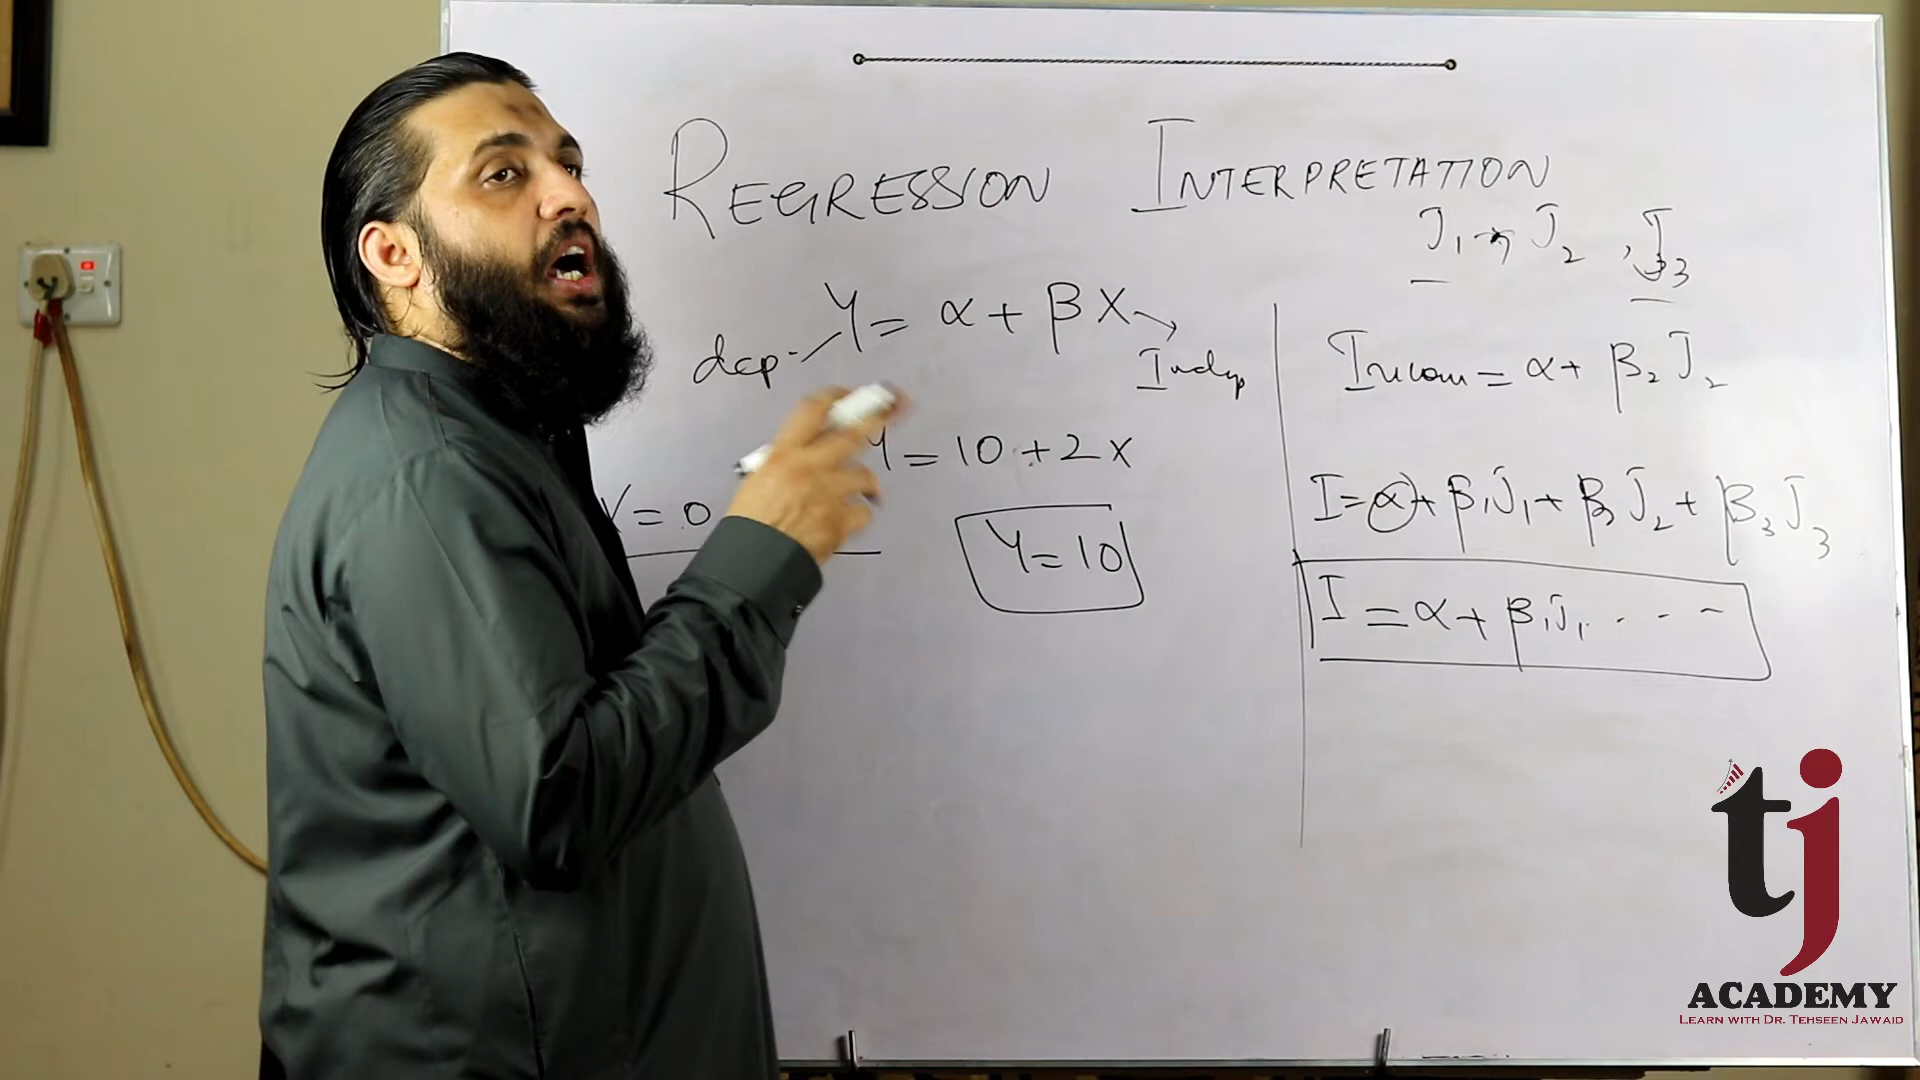 REGRESSION INTERPRETATION
J₁ → J₂ , J₃
Y = α + βX
dep.
Indep
Y = 10 + 2X
X = 0
Y = 10
Incom = α + β₂ J₂
I = α + β₁J₁ + β₂J₂ + β₃J₃
I = α + β₁J₁ . . - -
tj
ACADEMY
LEARN WITH DR. TEHSEEN JAWAID